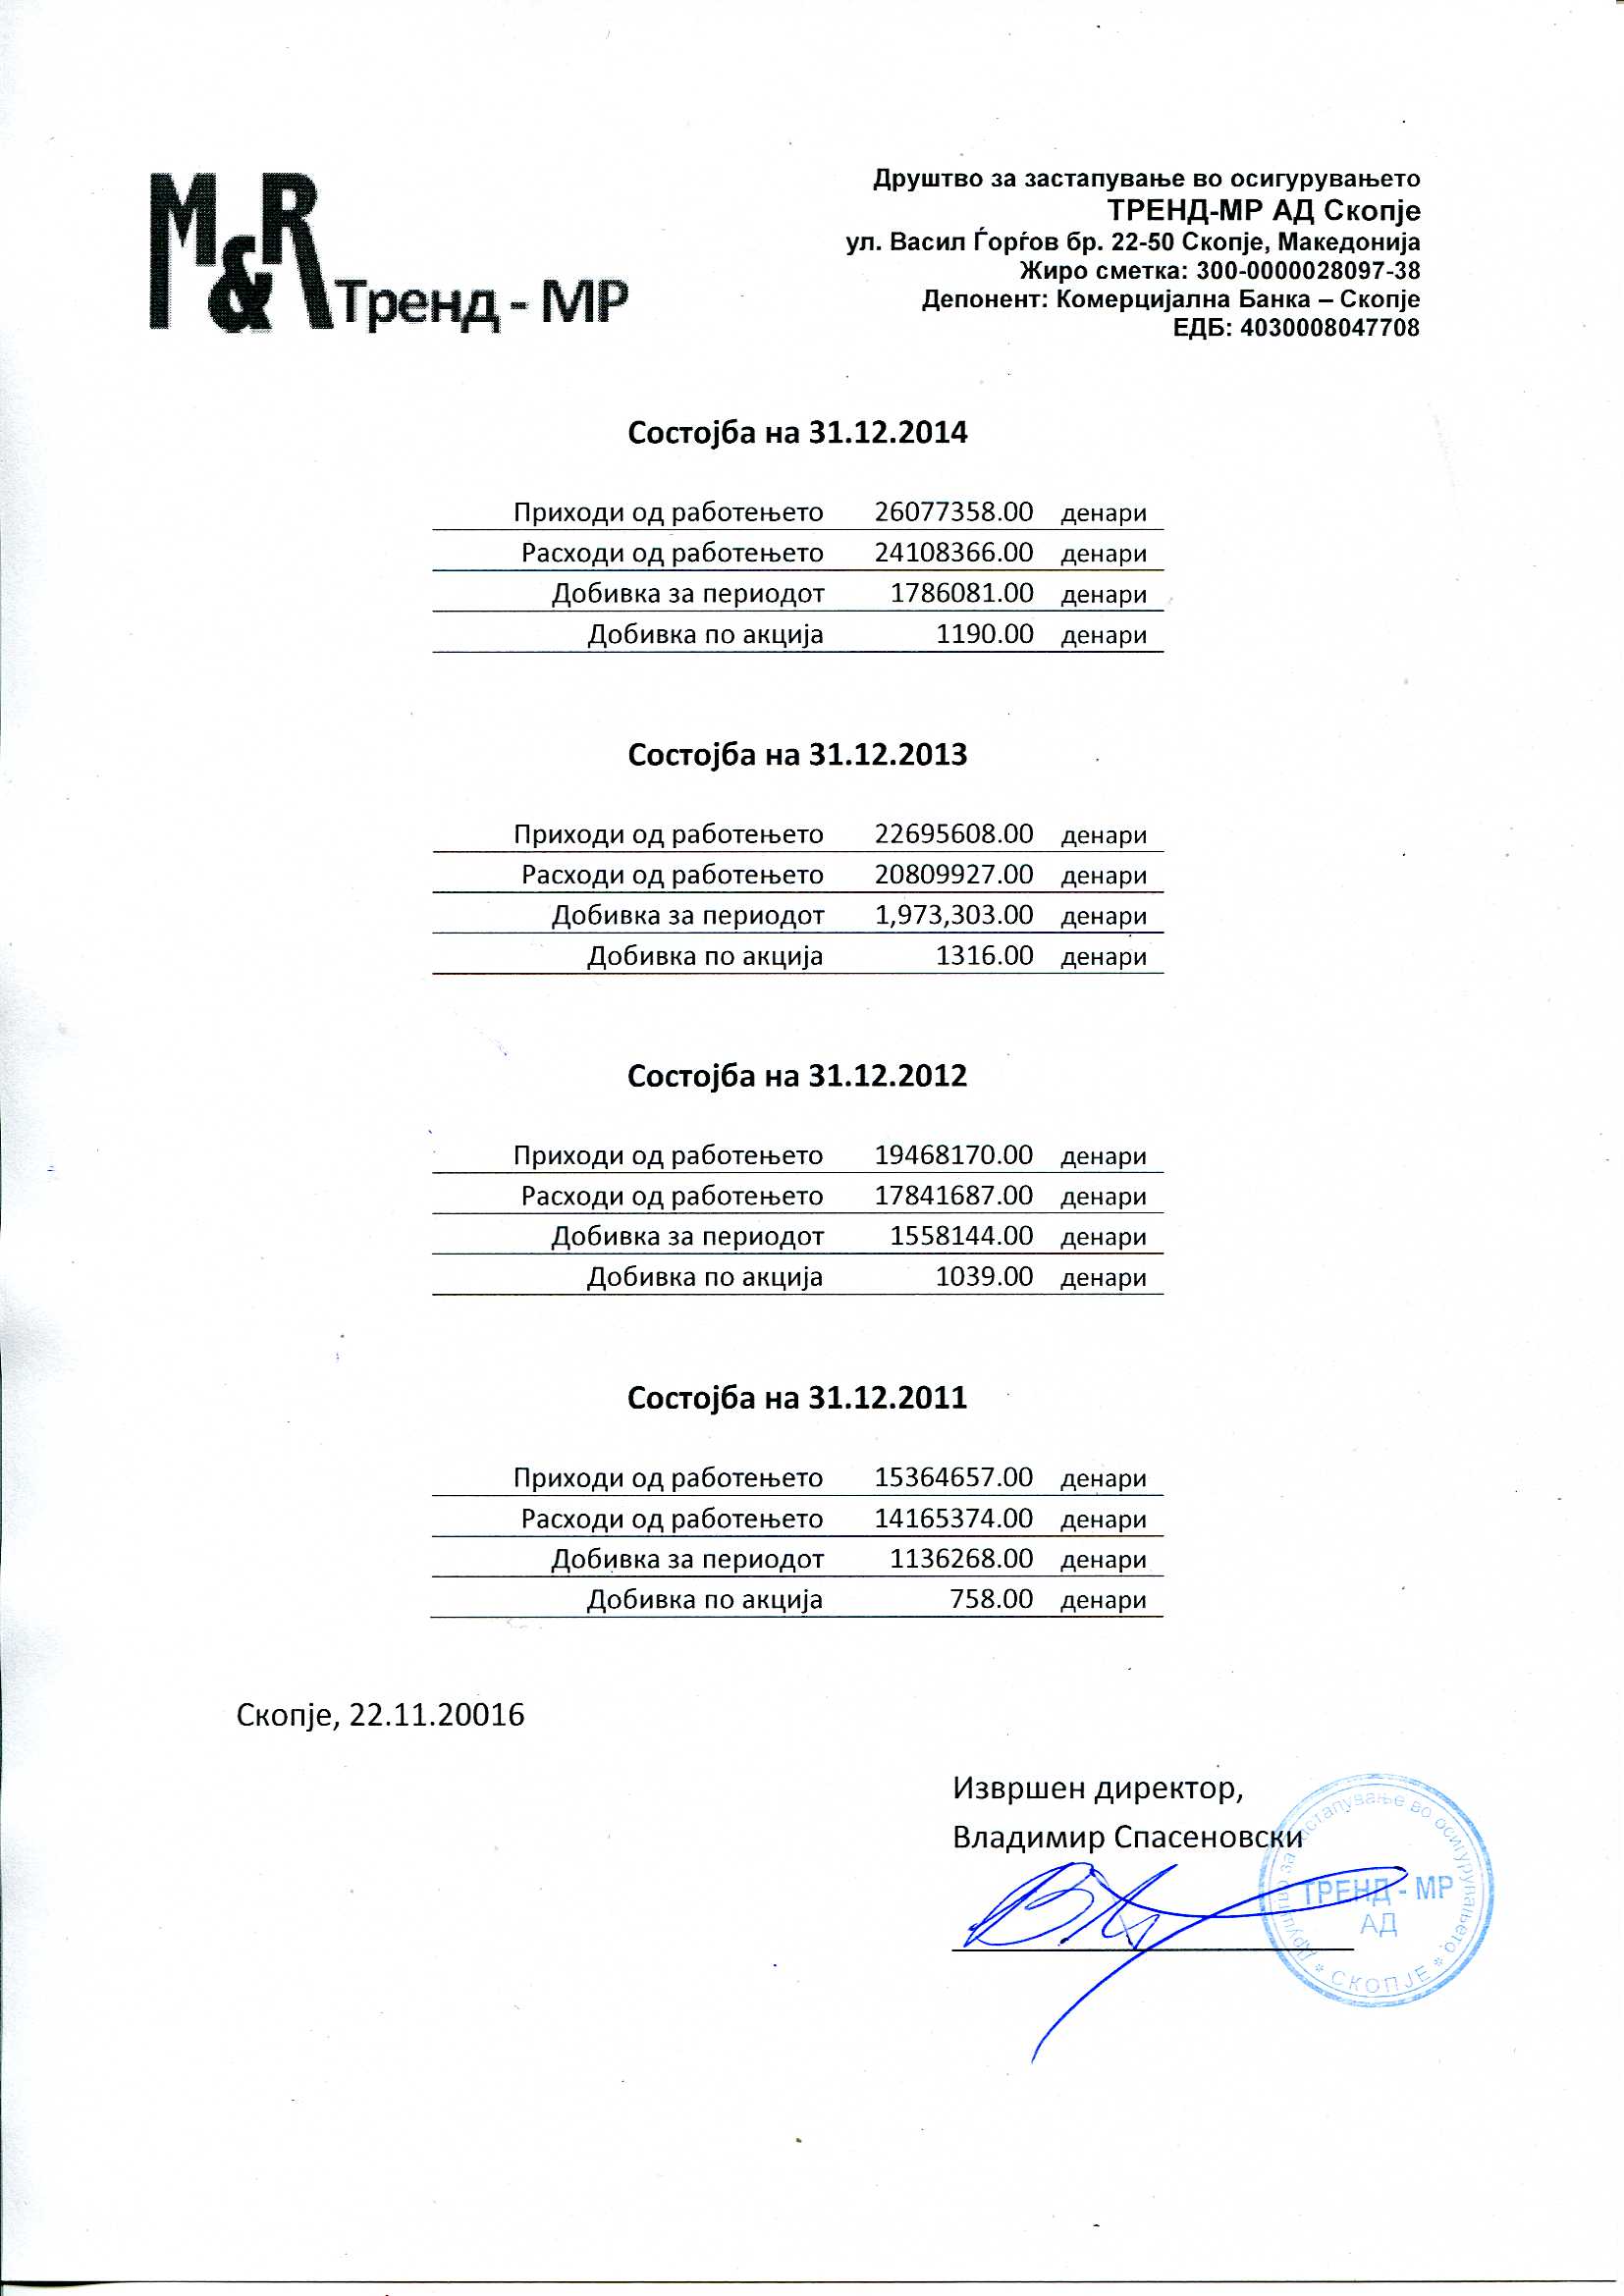 M&R Тренд - МР
Друштво за застапување во осигурувањето
ТРЕНД-МР АД Скопје
ул. Васил Ѓорѓов бр. 22-50 Скопје, Македонија
Жиро сметка: 300-0000028097-38
Депонент: Комерцијална Банка – Скопје
ЕДБ: 4030008047708
Состојба на 31.12.2014
Приходи од работењето 26077358.00 денари
Расходи од работењето 24108366.00 денари
Добивка за периодот 1786081.00 денари
Добивка по акција 1190.00 денари
Состојба на 31.12.2013
Приходи од работењето 22695608.00 денари
Расходи од работењето 20809927.00 денари
Добивка за периодот 1,973,303.00 денари
Добивка по акција 1316.00 денари
Состојба на 31.12.2012
Приходи од работењето 19468170.00 денари
Расходи од работењето 17841687.00 денари
Добивка за периодот 1558144.00 денари
Добивка по акција 1039.00 денари
Состојба на 31.12.2011
Приходи од работењето 15364657.00 денари
Расходи од работењето 14165374.00 денари
Добивка за периодот 1136268.00 денари
Добивка по акција 758.00 денари
Скопје, 22.11.20016
Извршен директор,
Владимир Спасеновски
Друштво за застапување во осигурувањето
ТРЕНД - МР
АД
* СКОПЈЕ *